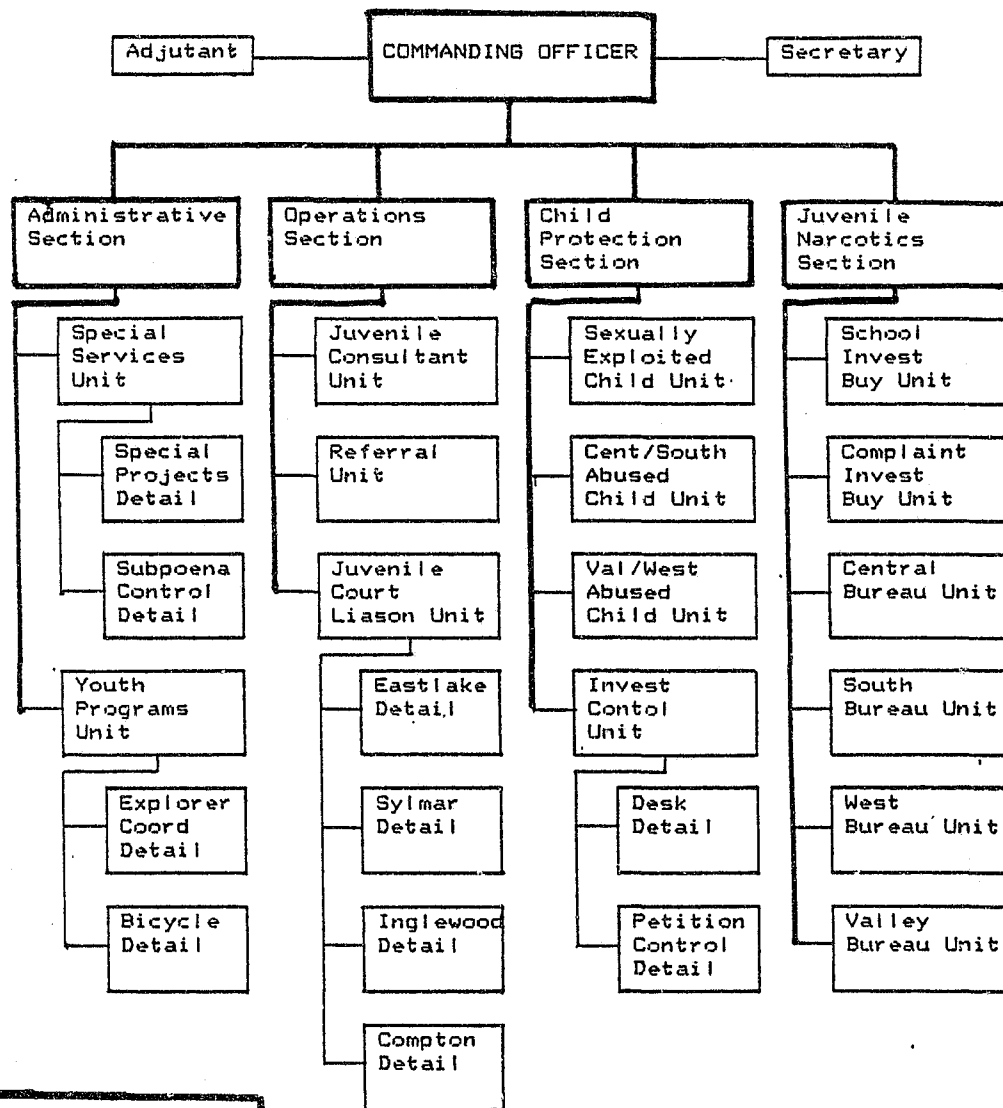 Adjutant
COMMANDING OFFICER
Secretary
Administrative
Section
Operations
Section
Child
Protection
Section
Juvenile
Narcotics
Section
Special
Services
Unit
Special
Projects
Detail
Subpoena
Control
Detail
Youth
Programs
Unit
Explorer
Coord
Detail
Bicycle
Detail
Juvenile
Consultant
Unit
Referral
Unit
Juvenile
Court
Liason Unit
Eastlake
Detail
Sylmar
Detail
Inglewood
Detail
Compton
Detail
Sexually
Exploited
Child Unit
Cent/South
Abused
Child Unit
Val/West
Abused
Child Unit
Invest
Contol
Unit
Desk
Detail
Petition
Control
Detail
School
Invest
Buy Unit
Complaint
Invest
Buy Unit
Central
Bureau Unit
South
Bureau Unit
West
Bureau Unit
Valley
Bureau Unit